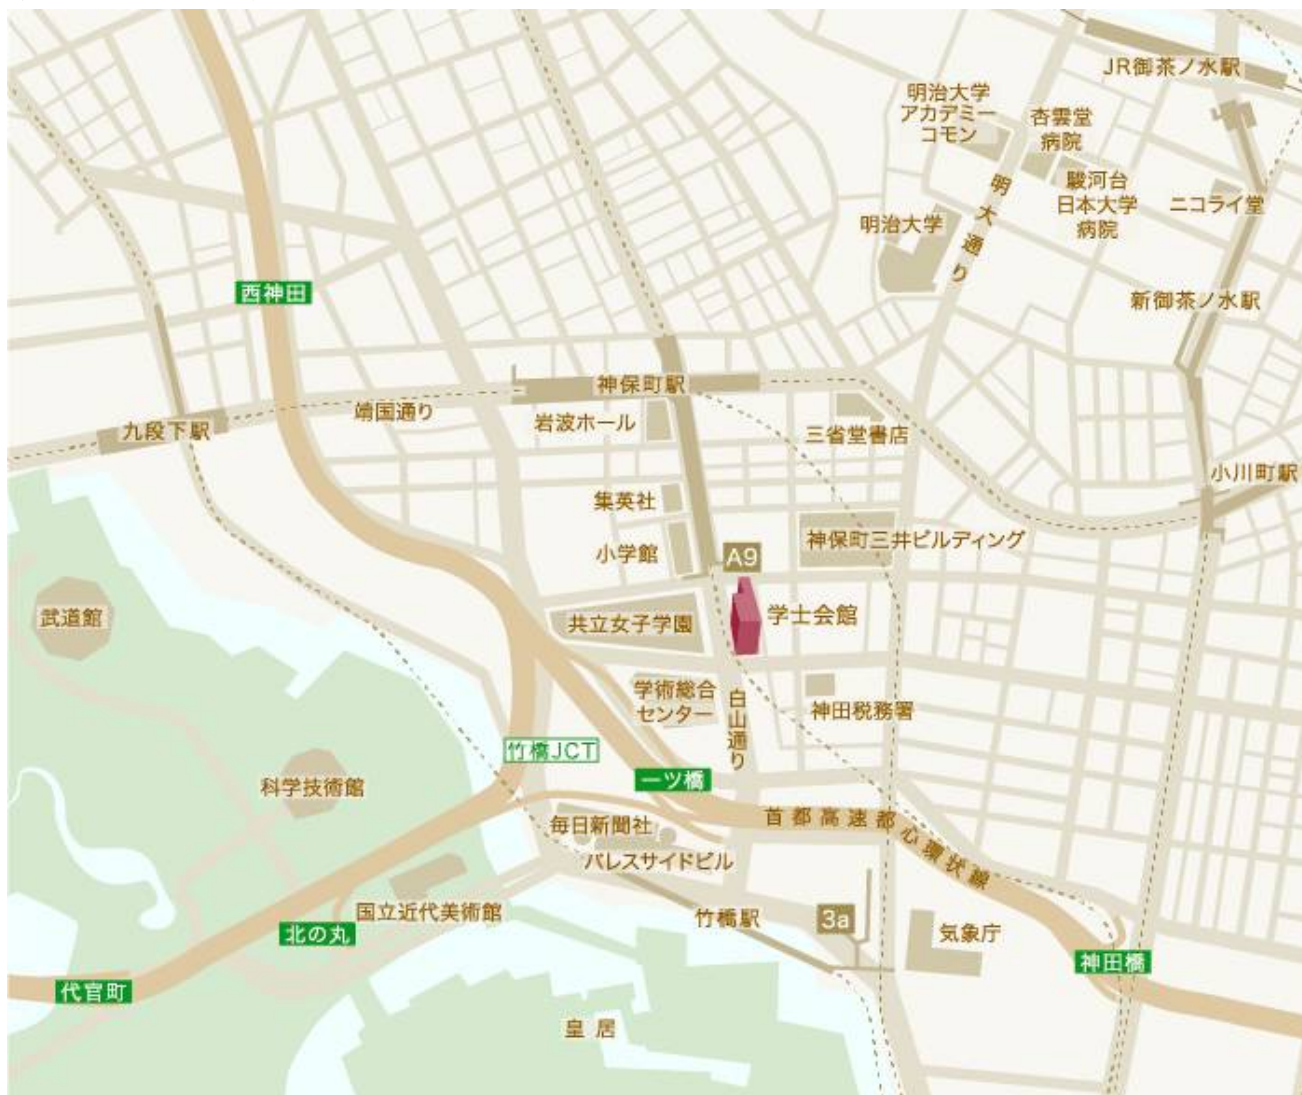 JR御茶ノ水駅
明治大学
アカデミー
コモン
杏雲堂
病院
駿河台
日本大学
病院
ニコライ堂
明大通り
明治大学
新御茶ノ水駅
西神田
神保町駅
靖国通り
岩波ホール
九段下駅
三省堂書店
小川町駅
集英社
神保町三井ビルディング
小学館
A9
武道館
学士会館
共立女子学園
学術総合
センター
白山通り
神田税務署
竹橋JCT
一ツ橋
科学技術館
首都高速都心環状線
毎日新聞社
パレスサイドビル
国立近代美術館
竹橋駅
3a
気象庁
北の丸
神田橋
代官町
皇居